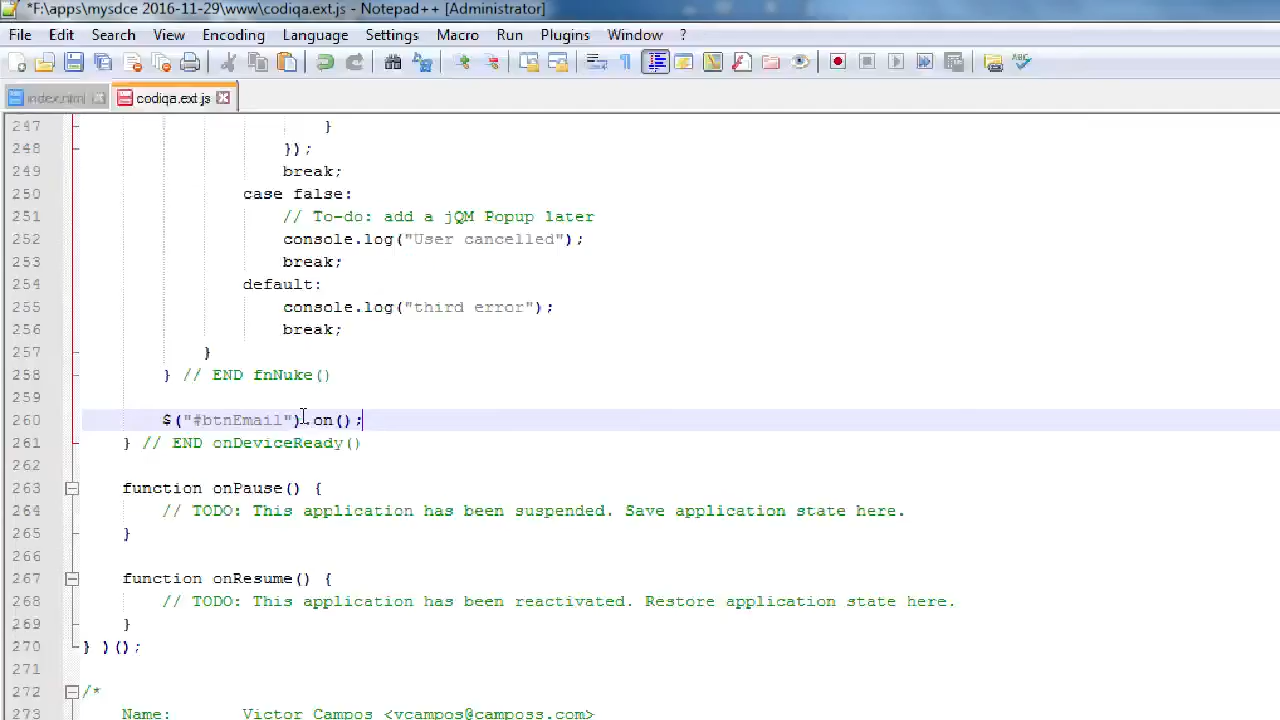 *F:\apps\mysdce 2016-11-29\www\codiqa.ext.js - Notepad++ [Administrator]
File Edit Search View Encoding Language Settings Macro Run Plugins Window ?
index.html codiqa.ext.js
247 }
248 });
249 break;
250 case false:
251 // To-do: add a jQM Popup later
252 console.log("User cancelled");
253 break;
254 default:
255 console.log("third error");
256 break;
257 }
258 } // END fnNuke()
259
260 $("#btnEmail").on();
261 } // END onDeviceReady()
262
263 function onPause() {
264 // TODO: This application has been suspended. Save application state here.
265 }
266
267 function onResume() {
268 // TODO: This application has been reactivated. Restore application state here.
269 }
270 } )();
271
272 /*
273 Name: Victor Campos <vcampos@camposs.com>